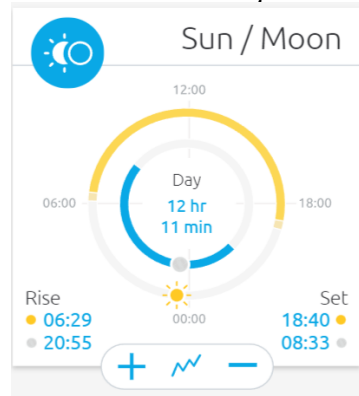 Sun / Moon
12:00
Day
06:00
12 hr
18:00
11 min
Rise
Set
06:29
18:40
00:00
20:55
08:33